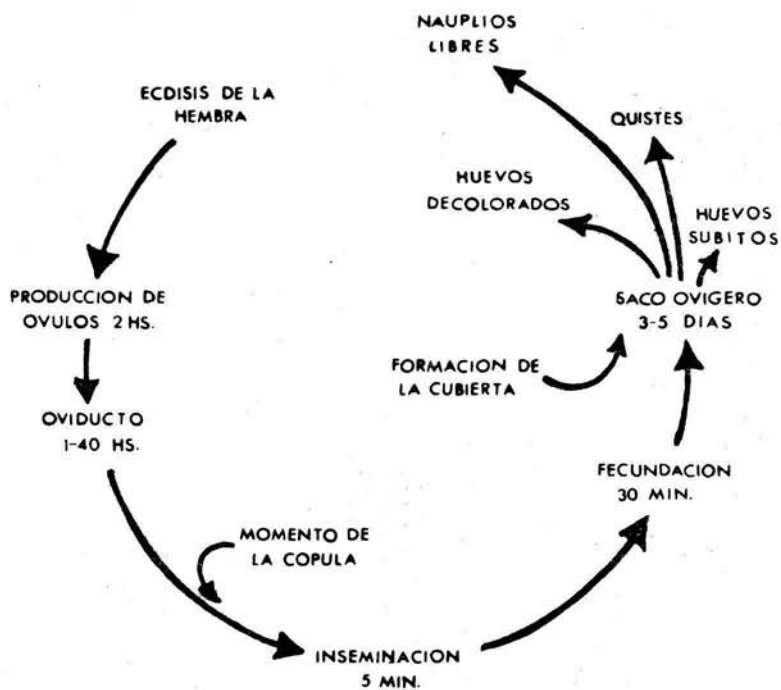 NAUPLIOS
LIBRES
ECDISIS DE LA
HEMBRA
QUISTES
HUEVOS
DECOLORADOS
HUEVOS
SUBITOS
PRODUCCION DE
OVULOS 2 HS.
SACO OVIGERO
3-5 DIAS
FORMACION DE
LA CUBIERTA
OVIDUCTO
1-40 HS.
FECUNDACION
30 MIN.
MOMENTO DE
LA COPULA
INSEMINACION
5 MIN.